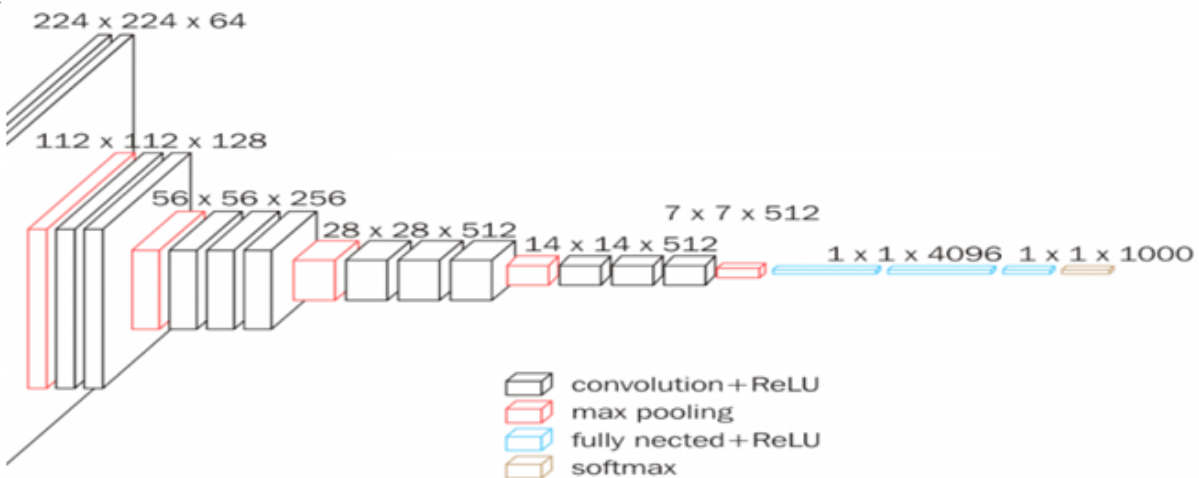 224 x 224 x 64
112 x 112 x 128
56 x 56 x 256
28 x 28 x 512
14 x 14 x 512
7 x 7 x 512
1 x 1 x 4096
1 x 1 x 1000
convolution+ReLU
max pooling
fully nected+ReLU
softmax